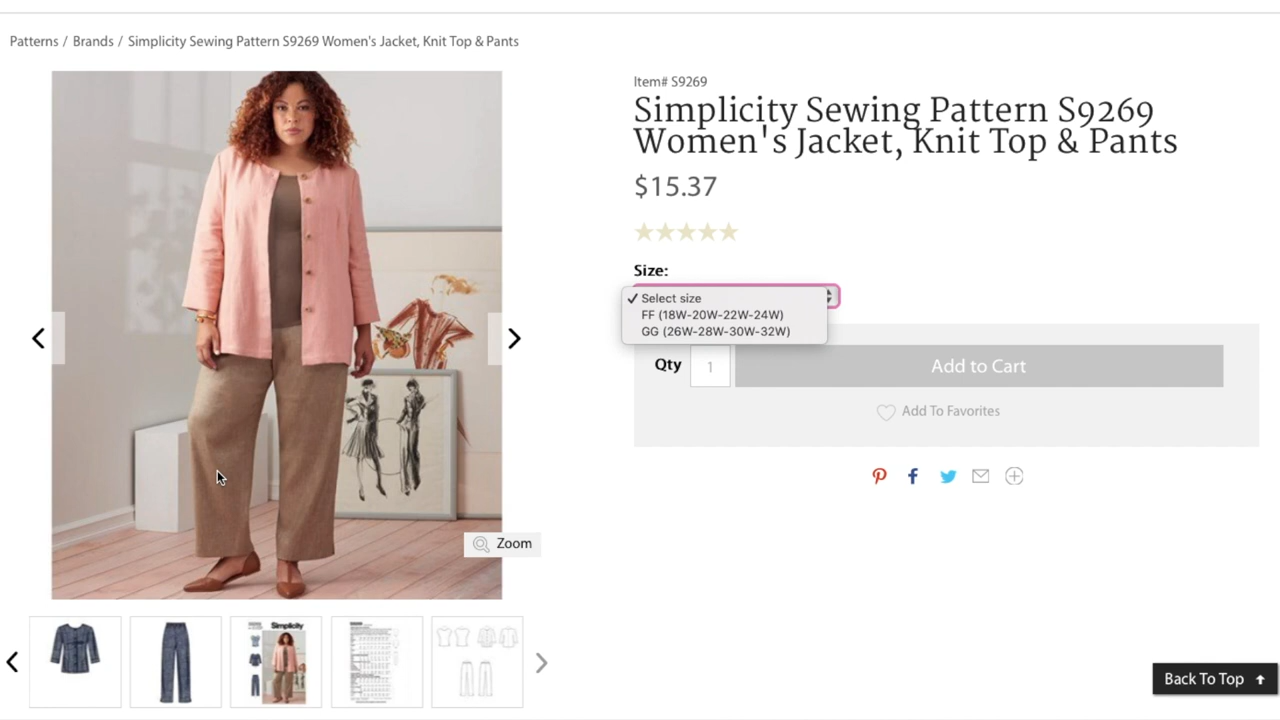 Patterns / Brands / Simplicity Sewing Pattern S9269 Women's Jacket, Knit Top & Pants
Item# S9269
Simplicity Sewing Pattern S9269
Women's Jacket, Knit Top & Pants
$15.37
Size:
✓ Select size
FF (18W-20W-22W-24W)
GG (26W-28W-30W-32W)
Qty 1 Add to Cart
Add To Favorites
Zoom
Simplicity
Back To Top